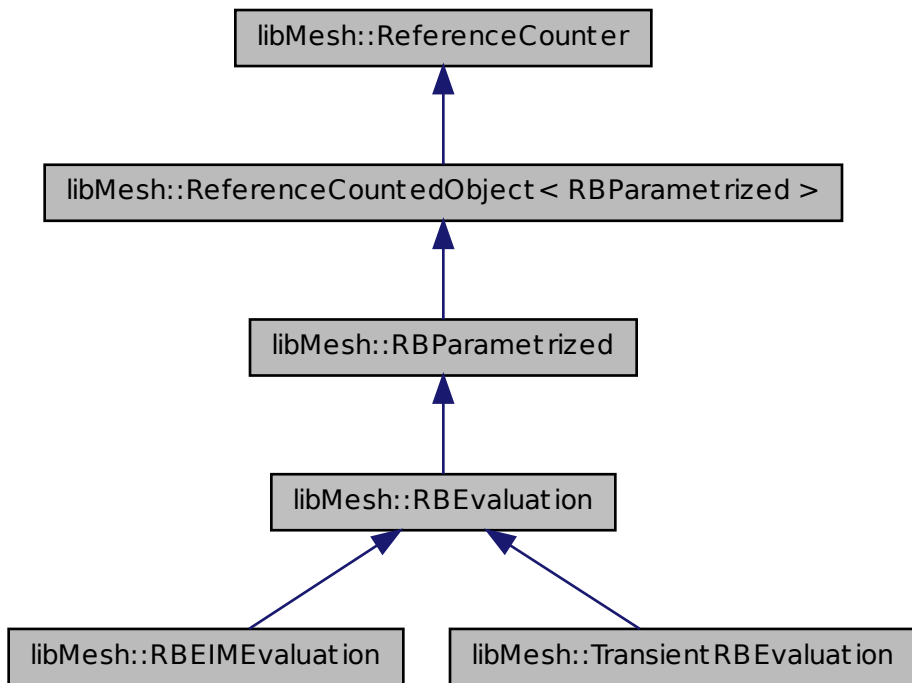 libMesh::ReferenceCounter
libMesh::ReferenceCountedObject< RBParametrized >
libMesh::RBParametrized
libMesh::RBEvaluation
libMesh::RBEIMEvaluation
libMesh::TransientRBEvaluation